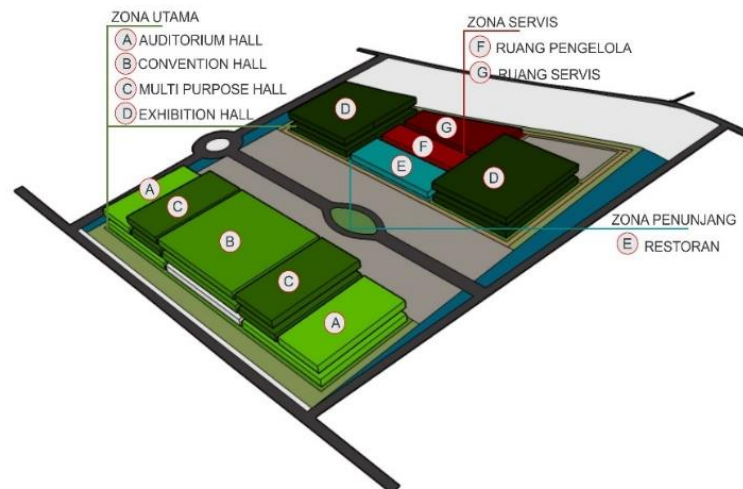 ZONA UTAMA
A AUDITORIUM HALL
B CONVENTION HALL
C MULTI PURPOSE HALL
D EXHIBITION HALL
ZONA SERVIS
F RUANG PENGELOLA
G RUANG SERVIS
D
G
F
E
D
A
C
B
C
A
ZONA PENUNJANG
E RESTORAN